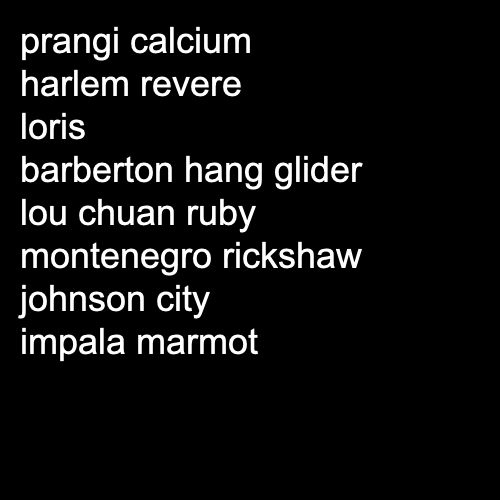 prangi calcium
harlem revere
loris
barberton hang glider
lou chuan ruby
montenegro rickshaw
johnson city
impala marmot